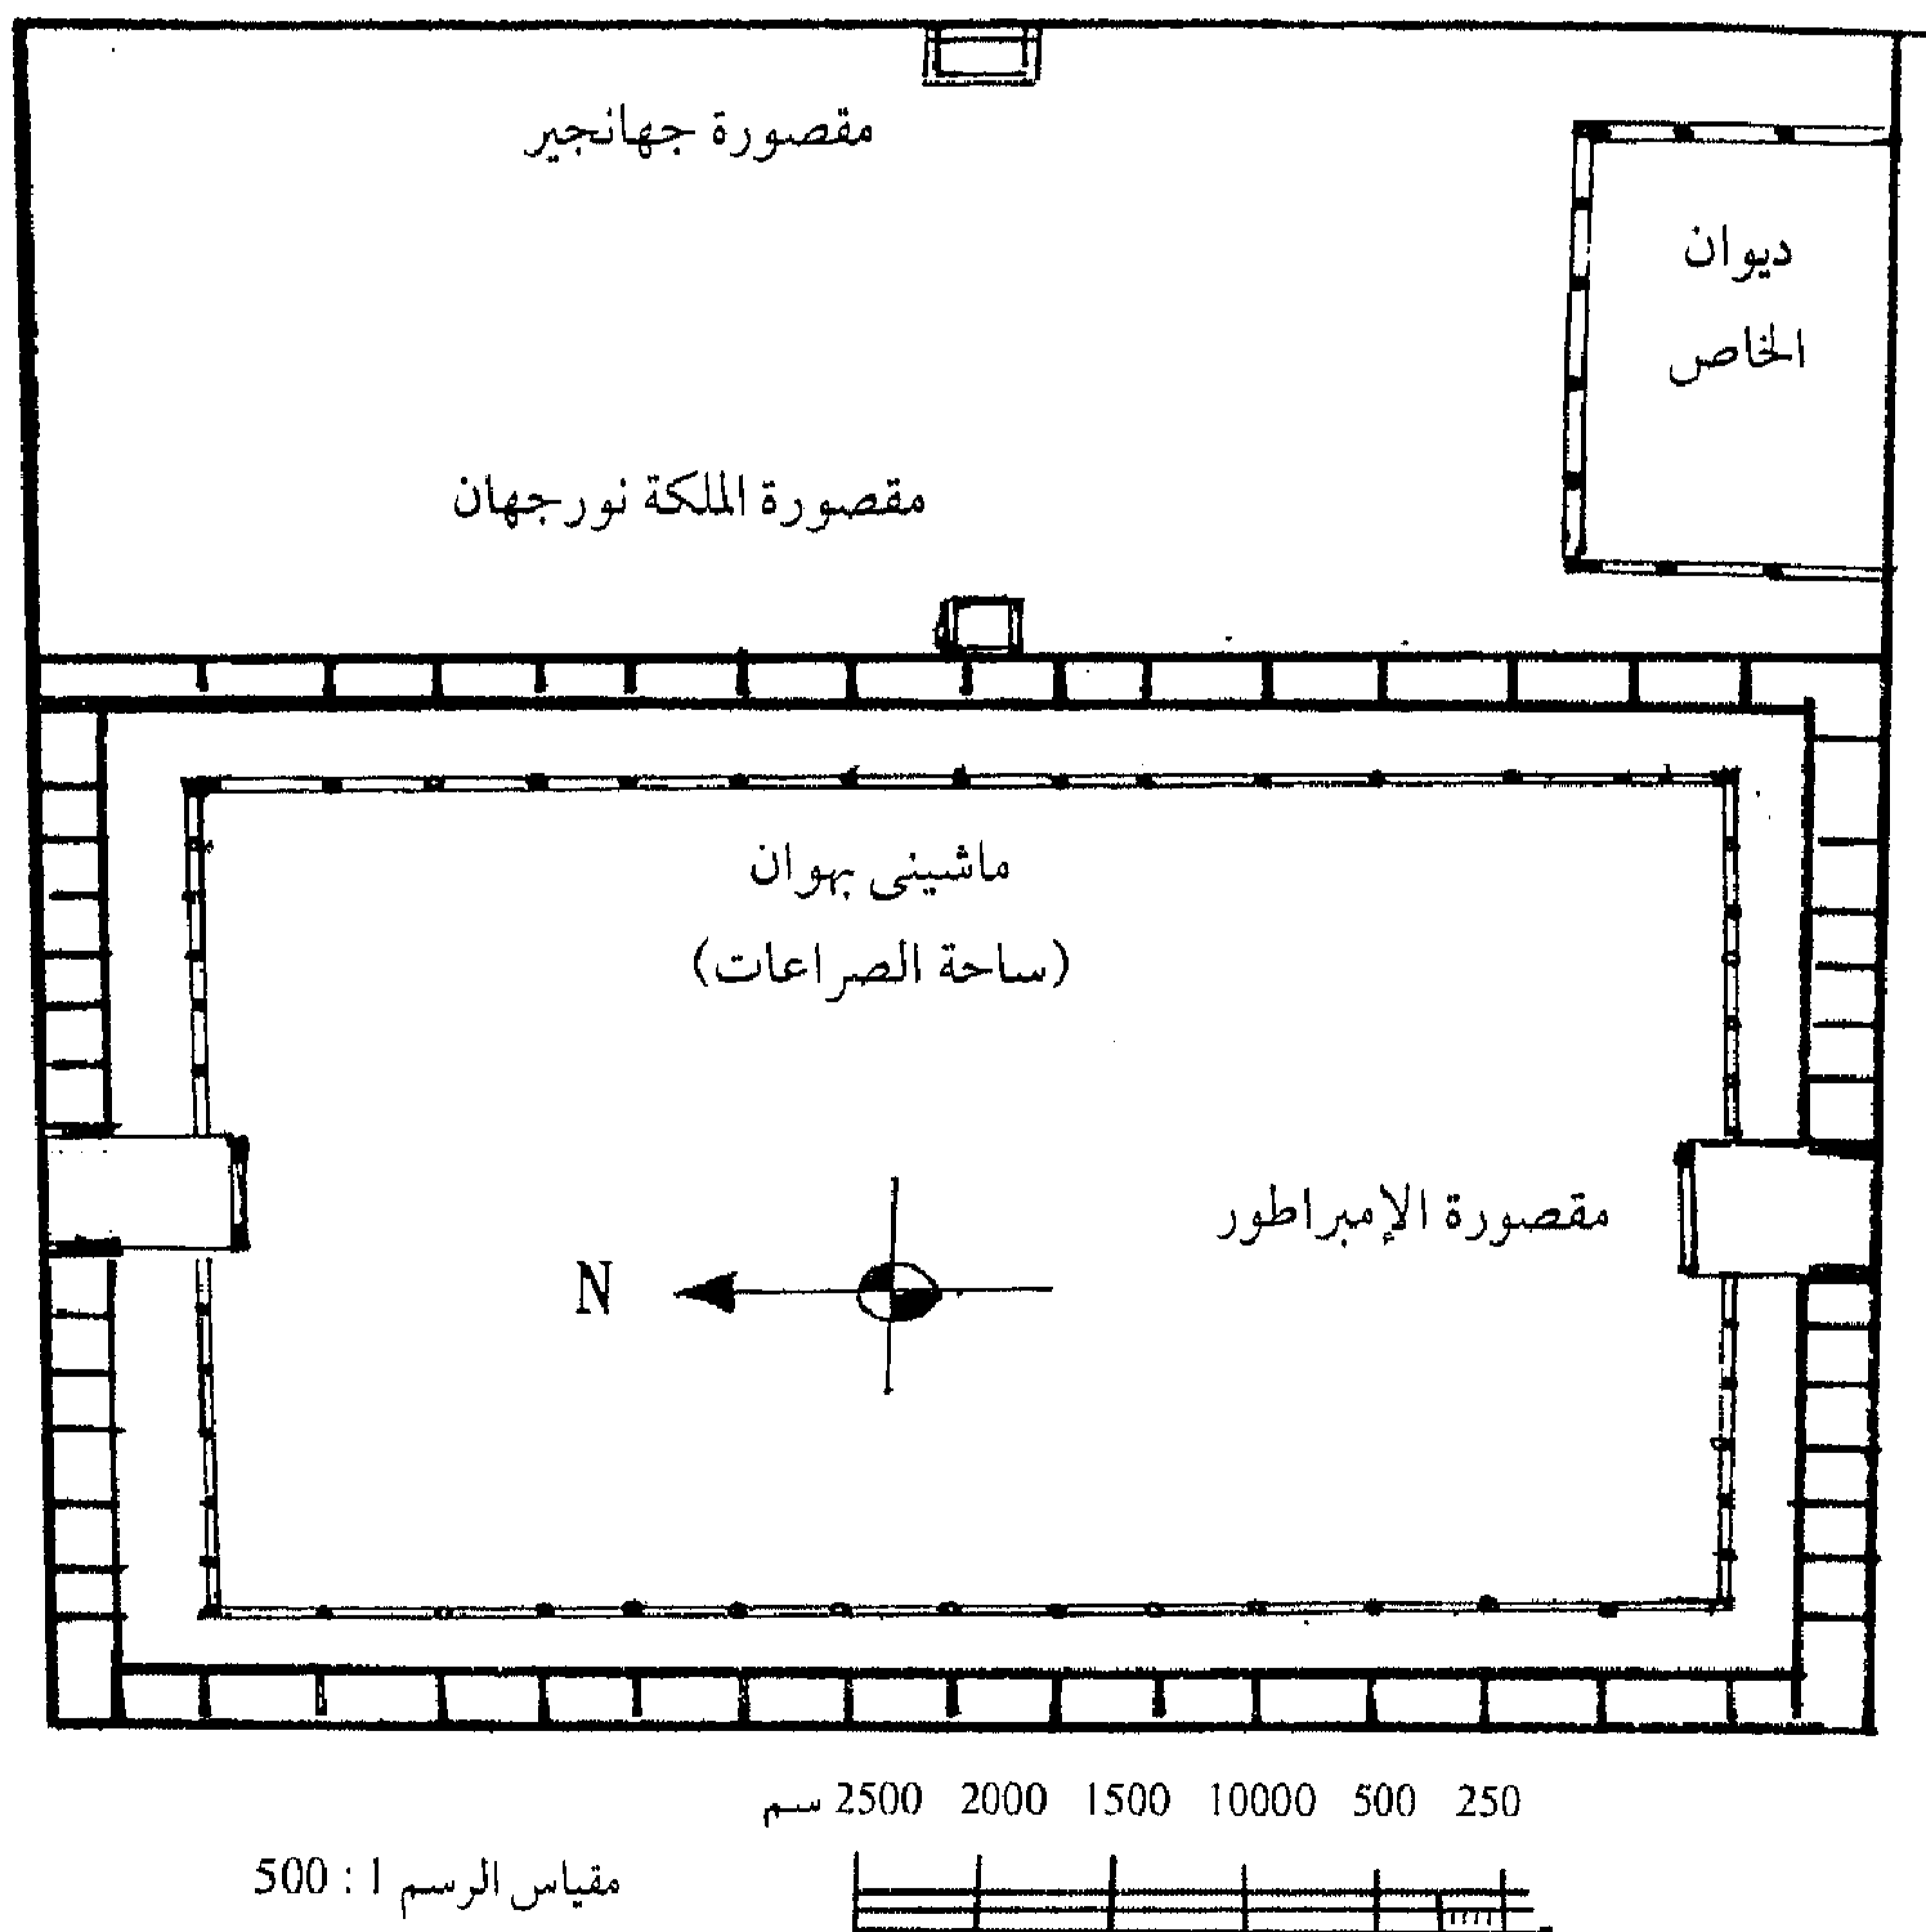 مقصورة جهانجير
ديوان
الخاص
مقصورة الملكة نورجهان
ماشينى بهوان
(ساحة الصراعات)
مقصورة الإمبراطور
N
250 500 10000 1500 2000 2500 سم
مقياس الرسم 1 : 500